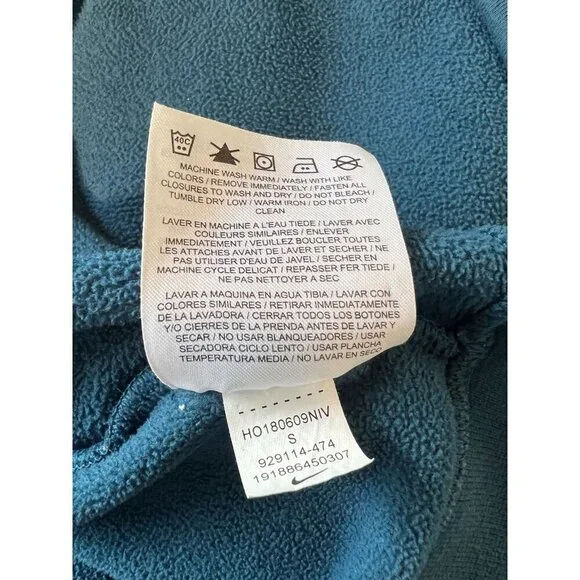 40C
MACHINE WASH WARM / WASH WITH LIKE
COLORS / REMOVE IMMEDIATELY / FASTEN ALL
CLOSURES TO WASH AND DRY / DO NOT BLEACH /
TUMBLE DRY LOW / WARM IRON / DO NOT DRY
CLEAN
LAVER EN MACHINE A L'EAU TIEDE / LAVER AVEC
COULEURS SIMILAIRES / ENLEVER
IMMEDIATEMENT / VEUILLEZ BOUCLER TOUTES
LES ATTACHES AVANT DE LAVER ET SECHER / NE
PAS UTILISER D'EAU DE JAVEL / SECHER EN
MACHINE CYCLE DELICAT / REPASSER FER TIEDE /
NE PAS NETTOYER A SEC
LAVAR A MAQUINA EN AGUA TIBIA / LAVAR CON
COLORES SIMILARES / RETIRAR INMEDIATAMENTE
DE LA LAVADORA / CERRAR TODOS LOS BOTONES
Y/O CIERRES DE LA PRENDA ANTES DE LAVAR Y
SECAR / NO USAR BLANQUEADORES / USAR
SECADORA CICLO LENTO / USAR PLANCHA
TEMPERATURA MEDIA / NO LAVAR EN SECO
HO180609NIV
S
929114-474
191886450307